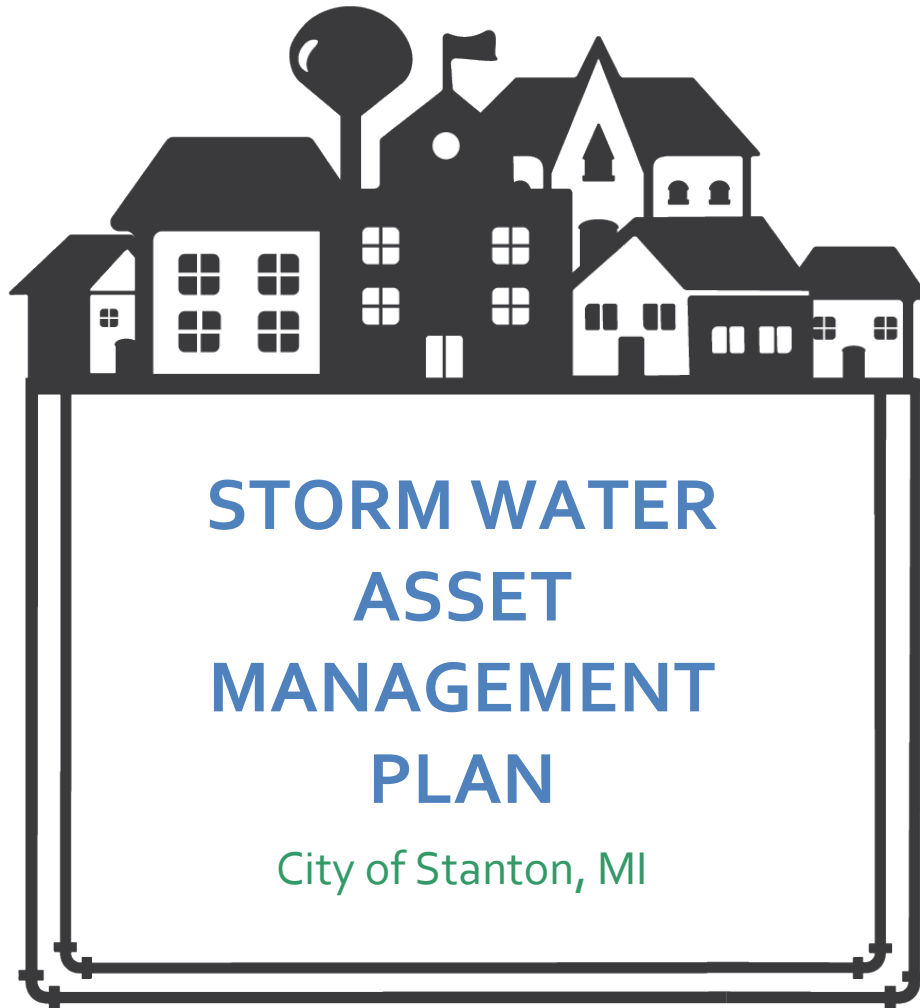 STORM WATER
ASSET
MANAGEMENT
PLAN
City of Stanton, MI